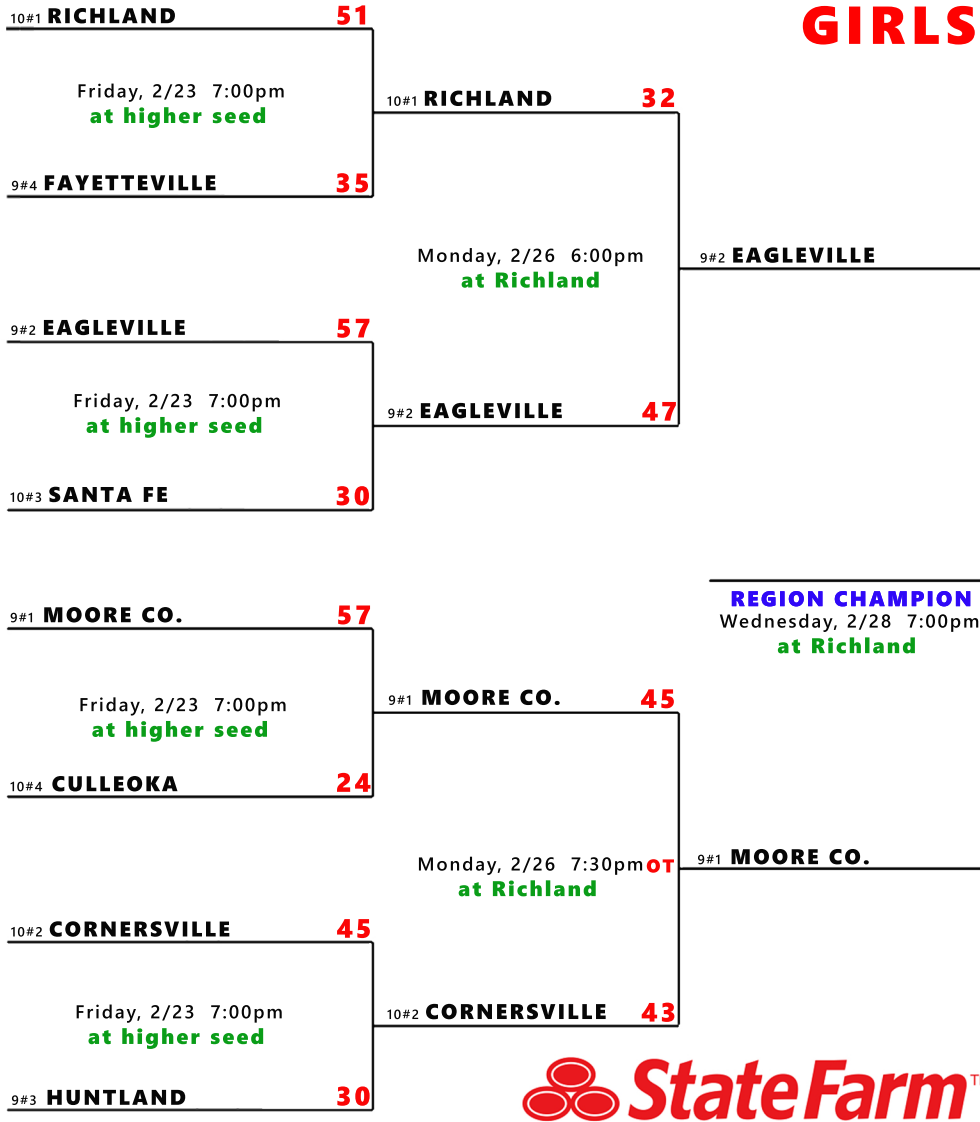 GIRLS
10#1 RICHLAND 51
Friday, 2/23 7:00pm
at higher seed
9#4 FAYETTEVILLE 35
10#1 RICHLAND 32
Monday, 2/26 6:00pm
at Richland
9#2 EAGLEVILLE
9#2 EAGLEVILLE 57
Friday, 2/23 7:00pm
at higher seed
10#3 SANTA FE 30
9#2 EAGLEVILLE 47
REGION CHAMPION
Wednesday, 2/28 7:00pm
at Richland
9#1 MOORE CO. 57
Friday, 2/23 7:00pm
at higher seed
10#4 CULLEOKA 24
9#1 MOORE CO. 45
Monday, 2/26 7:30pm OT
at Richland
9#1 MOORE CO.
10#2 CORNERSVILLE 45
Friday, 2/23 7:00pm
at higher seed
9#3 HUNTLAND 30
10#2 CORNERSVILLE 43
State Farm